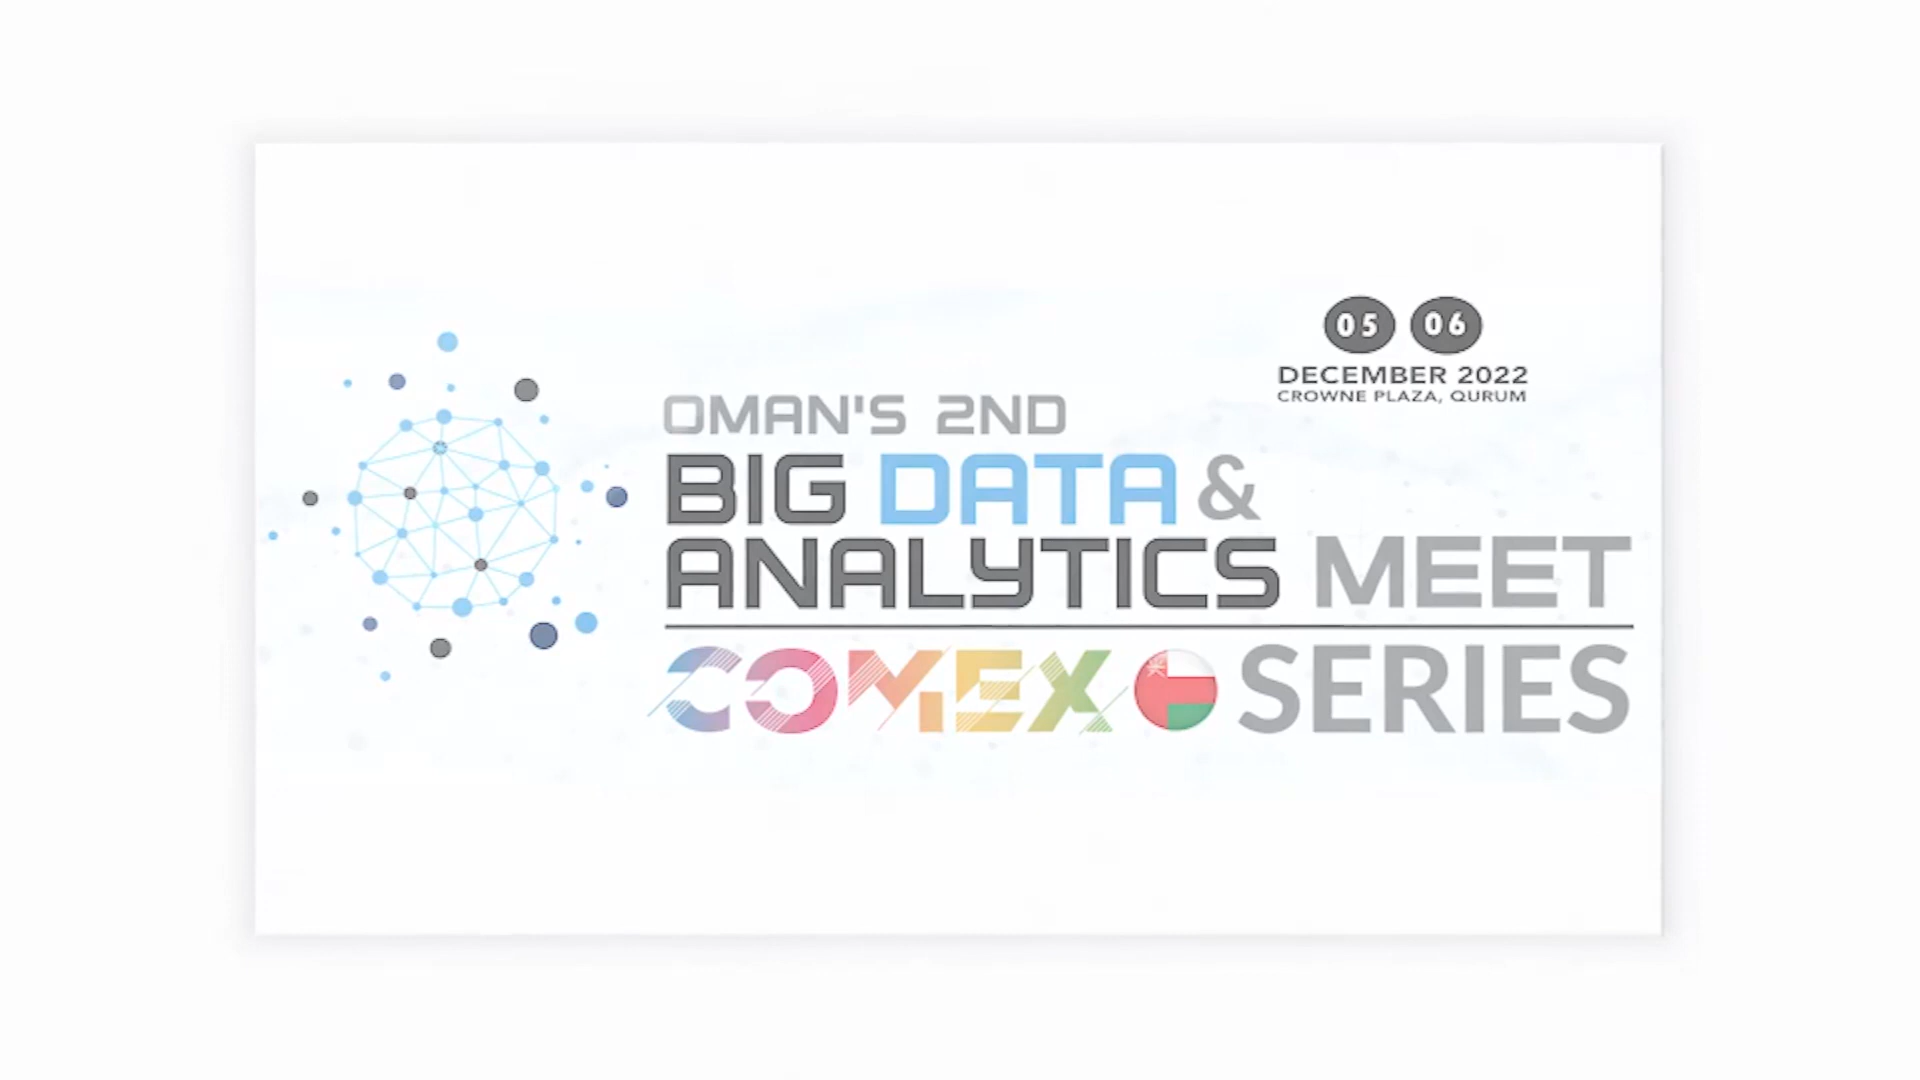 05 06
DECEMBER 2022
CROWNE PLAZA, QURUM
OMAN'S 2ND
BIG DATA &
ANALYTICS MEET
COMEX SERIES